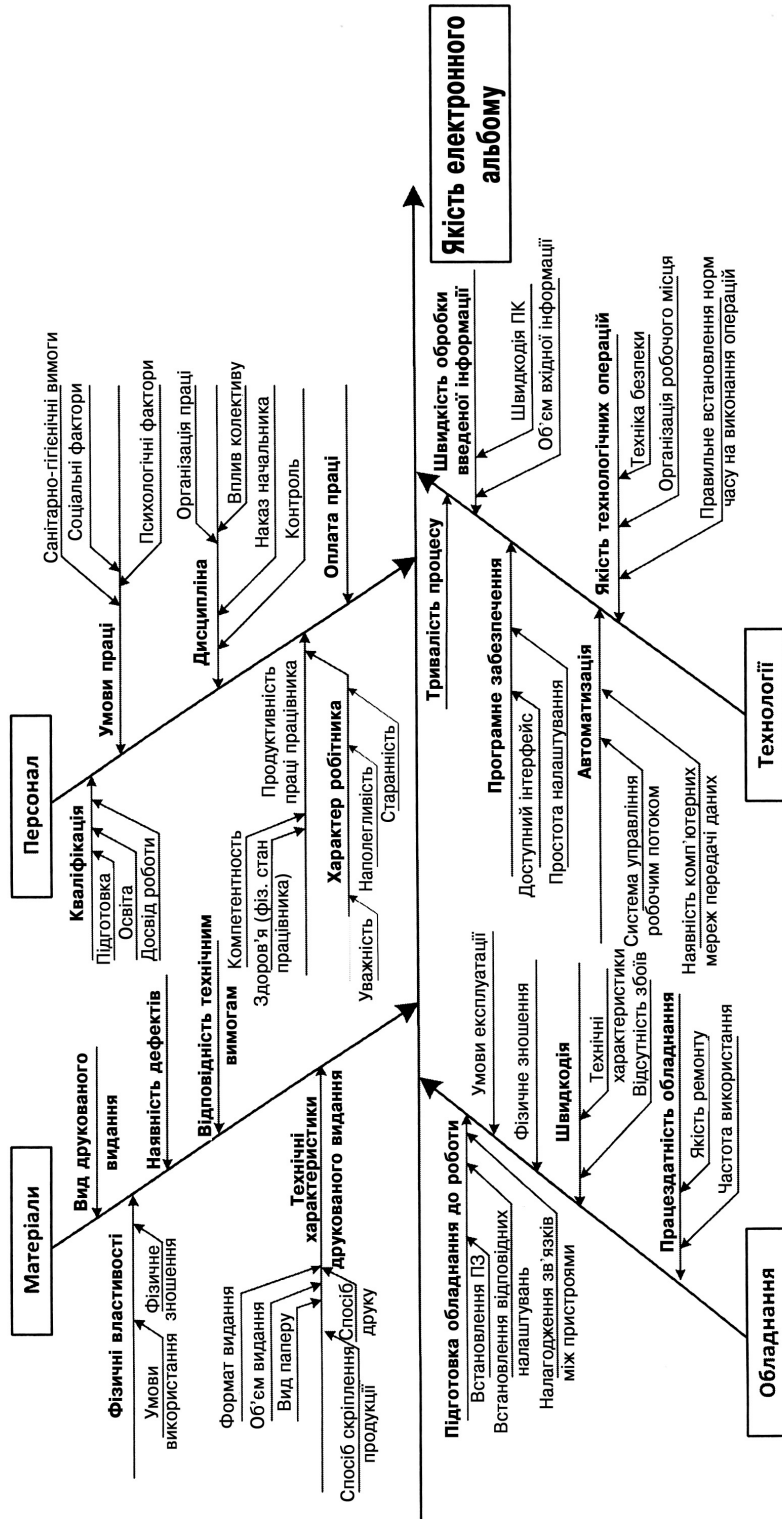 Матеріали
Вид друкованого
видання
Фізичні властивості
Умови
використання
Фізичне
зношення
Наявність дефектів
Відповідність технічним
вимогам
Технічні
характеристики
друкованого видання
Формат видання
Об'єм видання
Вид паперу
Спосіб скріплення
продукції
Спосіб
друку
Персонал
Кваліфікація
Підготовка
Освіта
Досвід роботи
Умови праці
Санітарно-гігієнічні вимоги
Соціальні фактори
Психологічні фактори
Дисципліна
Організація праці
Вплив колективу
Наказ начальника
Контроль
Компетентность
Здоров'я (фіз. стан
працівника)
Продуктивність
праці працівника
Характер робітника
Уважність
Наполегливість
Старанність
Оплата праці
Якість електронного
альбому
Підготовка обладнання до роботи
Встановлення ПЗ
Встановлення відповідних
налаштувань
Налагодження зв'язків
між пристроями
Умови експлуатації
Фізичне зношення
Швидкодія
Технічні
характеристики
Відсутність збоїв
Працездатність обладнання
Якість ремонту
Частота використання
Обладнання
Тривалість процесу
Швидкість обробки
введеної інформації
Швидкодія ПК
Об'єм вхідної інформації
Програмне забезпечення
Доступний інтерфейс
Простота налаштування
Автоматизація
Система управління
робочим потоком
Наявність комп'ютерних
мереж передачі даних
Якість технологічних операцій
Техніка безпеки
Організація робочого місця
Правильне встановлення норм
часу на виконання операцій
Технології